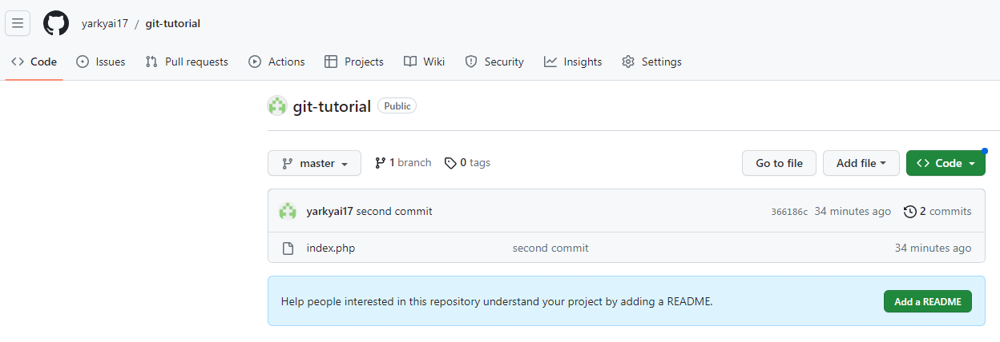 yarkyai17 / git-tutorial
Code Issues Pull requests Actions Projects Wiki Security Insights Settings
git-tutorial Public
master 1 branch 0 tags Go to file Add file Code
yarkyai17 second commit 366186c 34 minutes ago 2 commits
index.php second commit 34 minutes ago
Help people interested in this repository understand your project by adding a README. Add a README